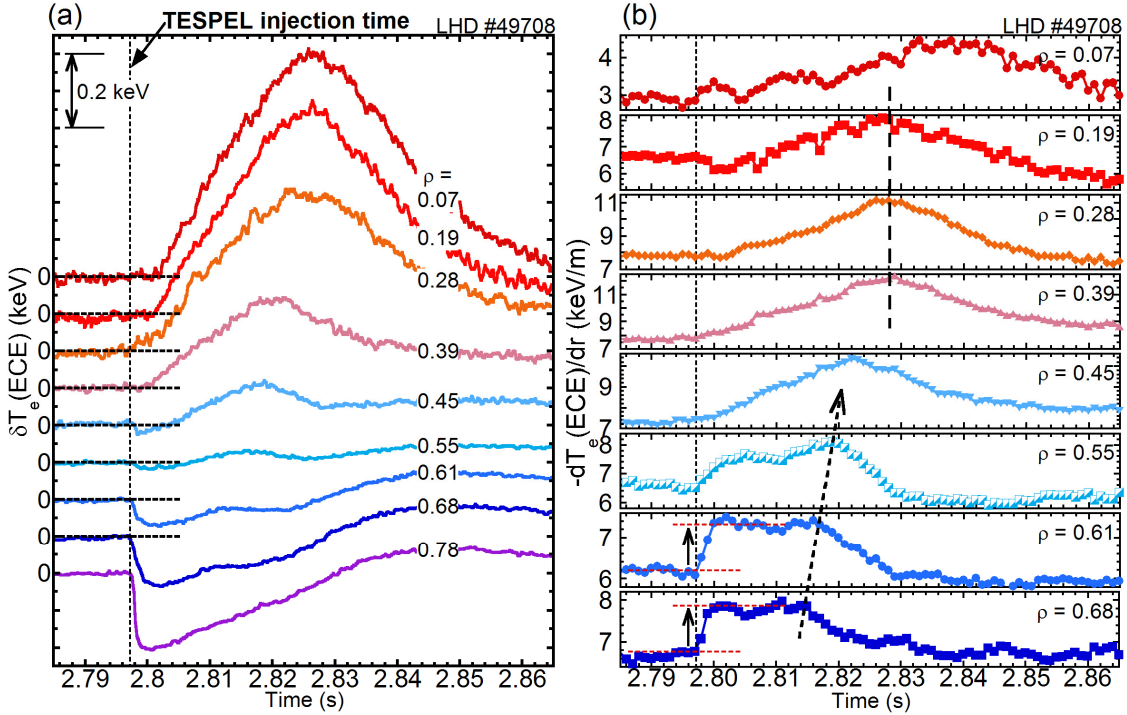 (a)
TESPEL injection time
LHD #49708
0.2 keV
δTe(ECE) (keV)
0
0
0
0
0
0
0
0
0
ρ =
0.07
0.19
0.28
0.39
0.45
0.55
0.61
0.68
0.78
2.79 2.8 2.81 2.82 2.83 2.84 2.85 2.86
Time (s)
(b)
LHD #49708
-dTe(ECE)/dr (keV/m)
4
3
ρ = 0.07
8
6
ρ = 0.19
11
9
7
ρ = 0.28
11
9
7
ρ = 0.39
9
7
ρ = 0.45
8
7
6
ρ = 0.55
7
6
ρ = 0.61
8
7
ρ = 0.68
2.79 2.80 2.81 2.82 2.83 2.84 2.85 2.86
Time (s)